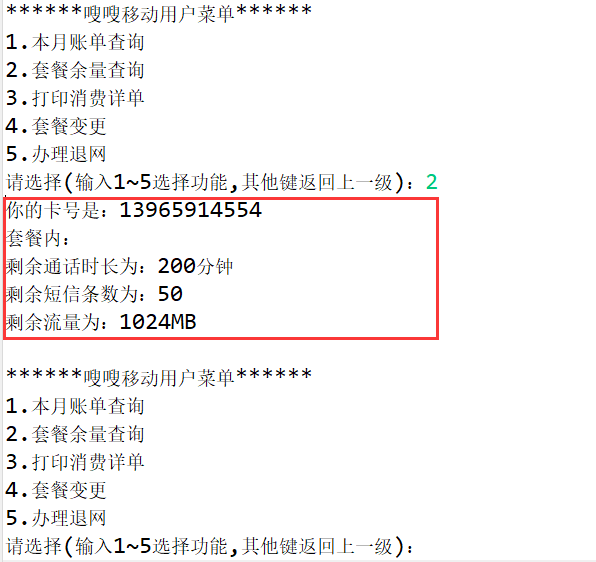 ******嗖嗖移动用户菜单******
1.本月账单查询
2.套餐余量查询
3.打印消费详单
4.套餐变更
5.办理退网
请选择(输入1~5选择功能,其他键返回上一级)：2
你的卡号是：13965914554
套餐内：
剩余通话时长为：200分钟
剩余短信条数为：50
剩余流量为：1024MB
******嗖嗖移动用户菜单******
1.本月账单查询
2.套餐余量查询
3.打印消费详单
4.套餐变更
5.办理退网
请选择(输入1~5选择功能,其他键返回上一级)：